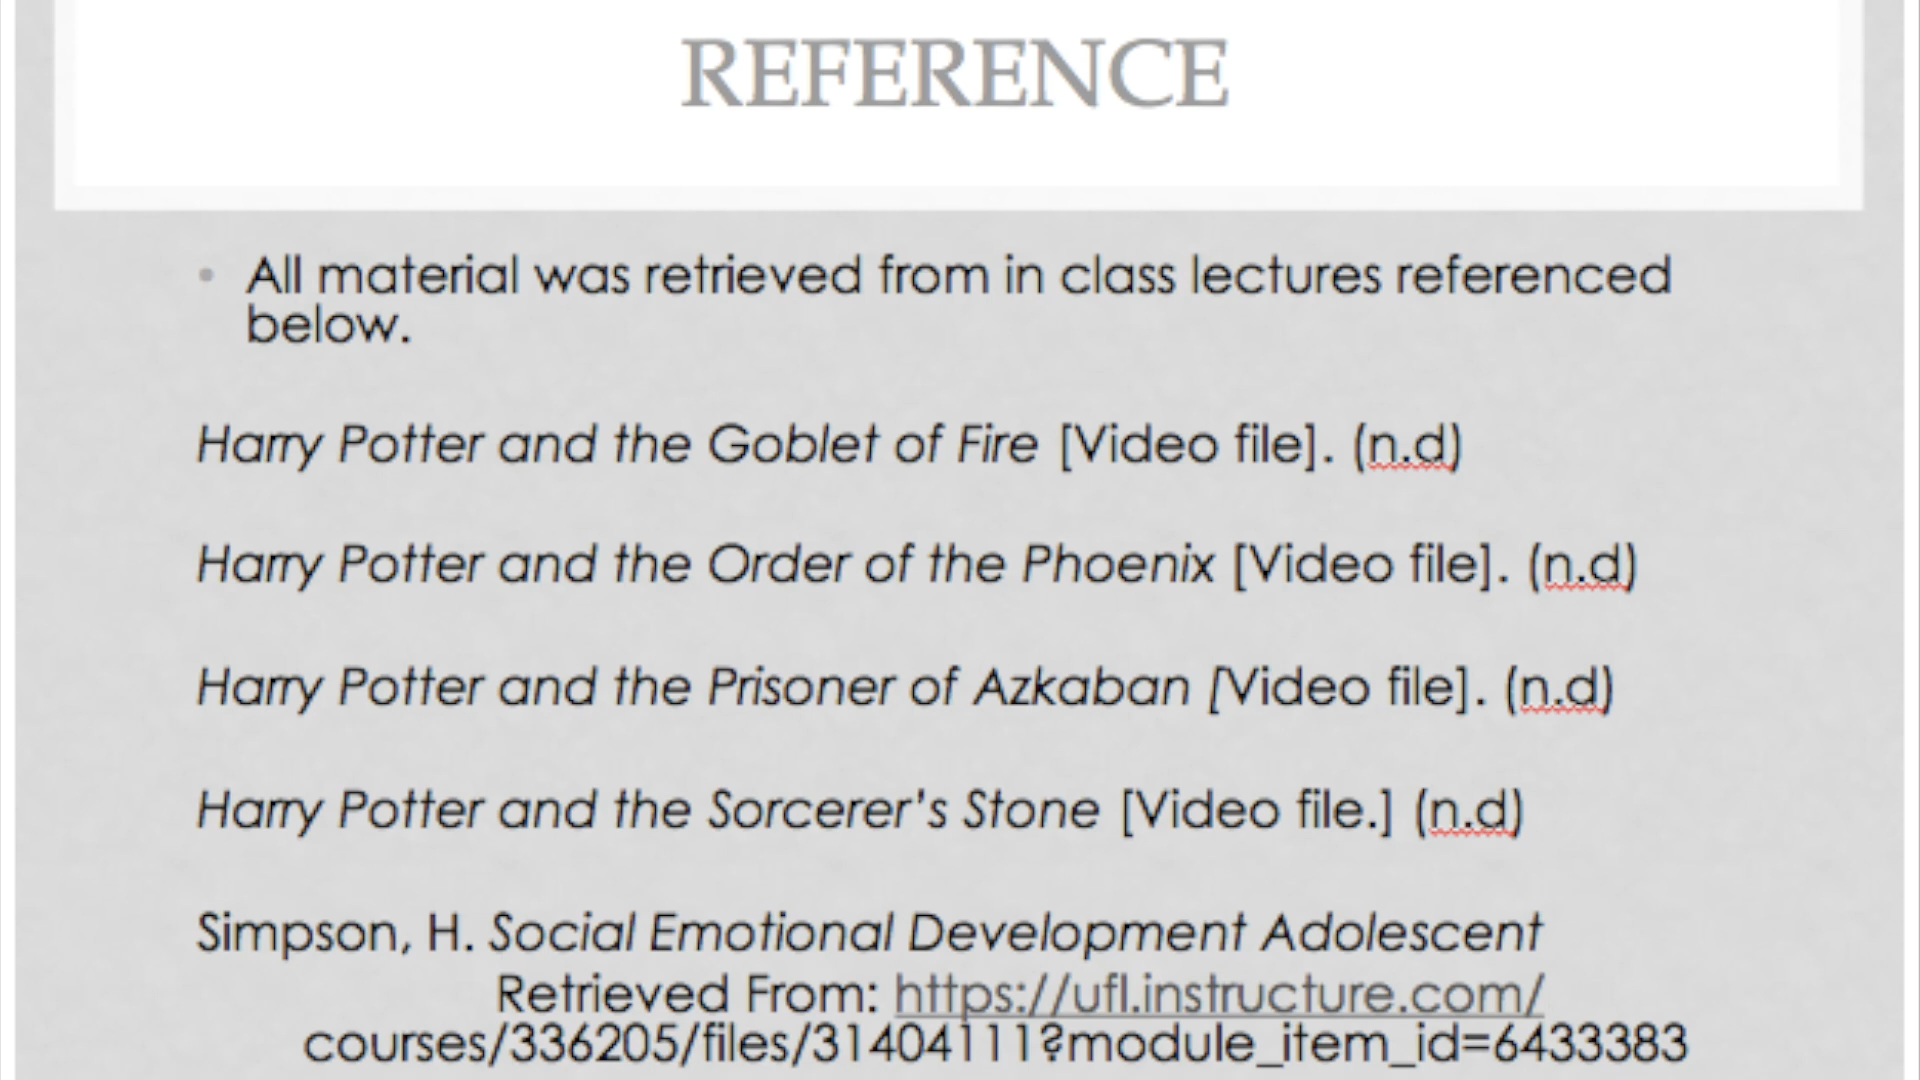 REFERENCE
• All material was retrieved from in class lectures referenced
below.
Harry Potter and the Goblet of Fire [Video file]. (n.d)
Harry Potter and the Order of the Phoenix [Video file]. (n.d)
Harry Potter and the Prisoner of Azkaban [Video file]. (n.d)
Harry Potter and the Sorcerer’s Stone [Video file.] (n.d)
Simpson, H. Social Emotional Development Adolescent
Retrieved From: https://ufl.instructure.com/
courses/336205/files/31404111?module_item_id=6433383